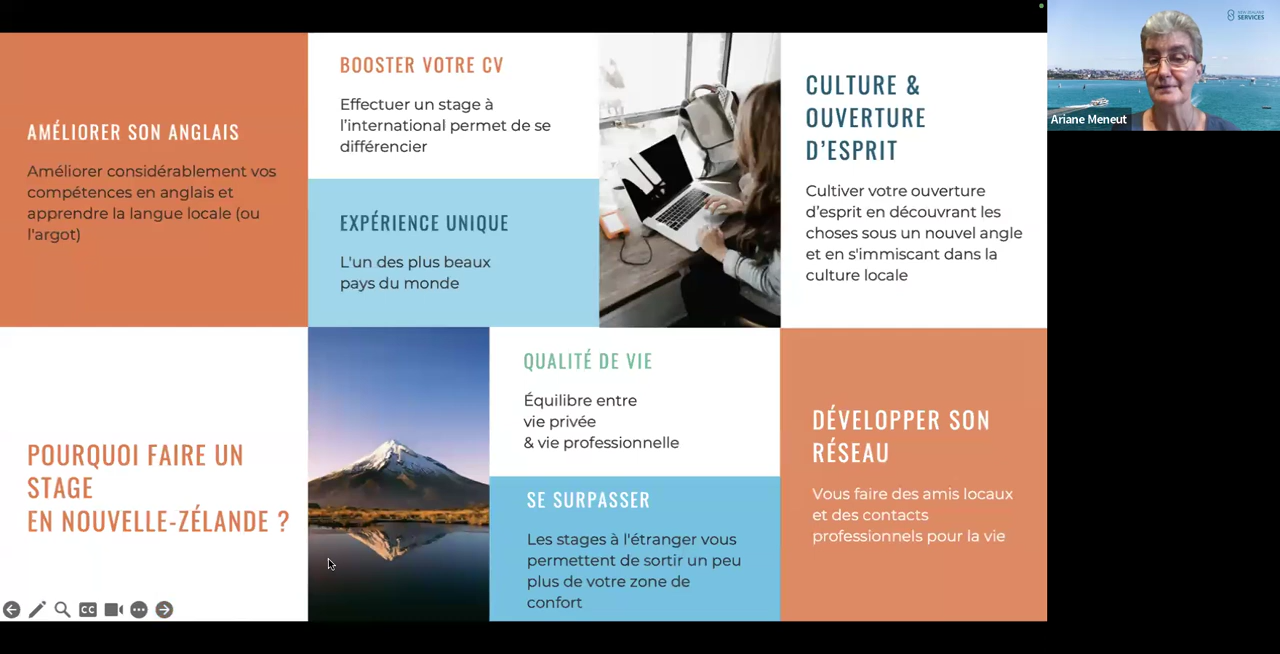 AMÉLIORER SON ANGLAIS
Améliorer considérablement vos
compétences en anglais et
apprendre la langue locale (ou
l'argot)
BOOSTER VOTRE CV
Effectuer un stage à
l’international permet de se
différencier
EXPÉRIENCE UNIQUE
L'un des plus beaux
pays du monde
CULTURE &
OUVERTURE
D’ESPRIT
Cultiver votre ouverture
d’esprit en découvrant les
choses sous un nouvel angle
et en s'immiscant dans la
culture locale
POURQUOI FAIRE UN
STAGE
EN NOUVELLE-ZÉLANDE ?
QUALITÉ DE VIE
Équilibre entre
vie privée
& vie professionnelle
SE SURPASSER
Les stages à l'étranger vous
permettent de sortir un peu
plus de votre zone de
confort
DÉVELOPPER SON
RÉSEAU
Vous faire des amis locaux
et des contacts
professionnels pour la vie
NEW ZEALAND
SERVICES
Ariane Meneut
CC